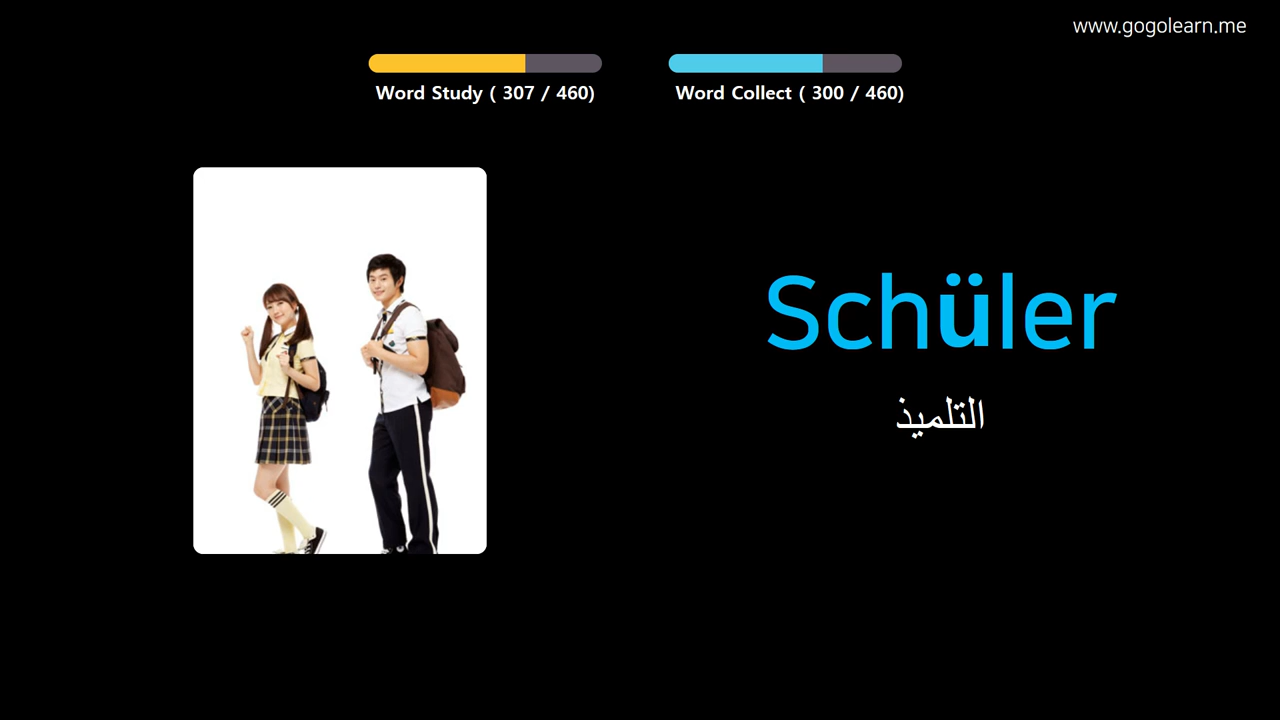 www.gogolearn.me
Word Study ( 307 / 460)
Word Collect ( 300 / 460)
Schüler
التلميذ